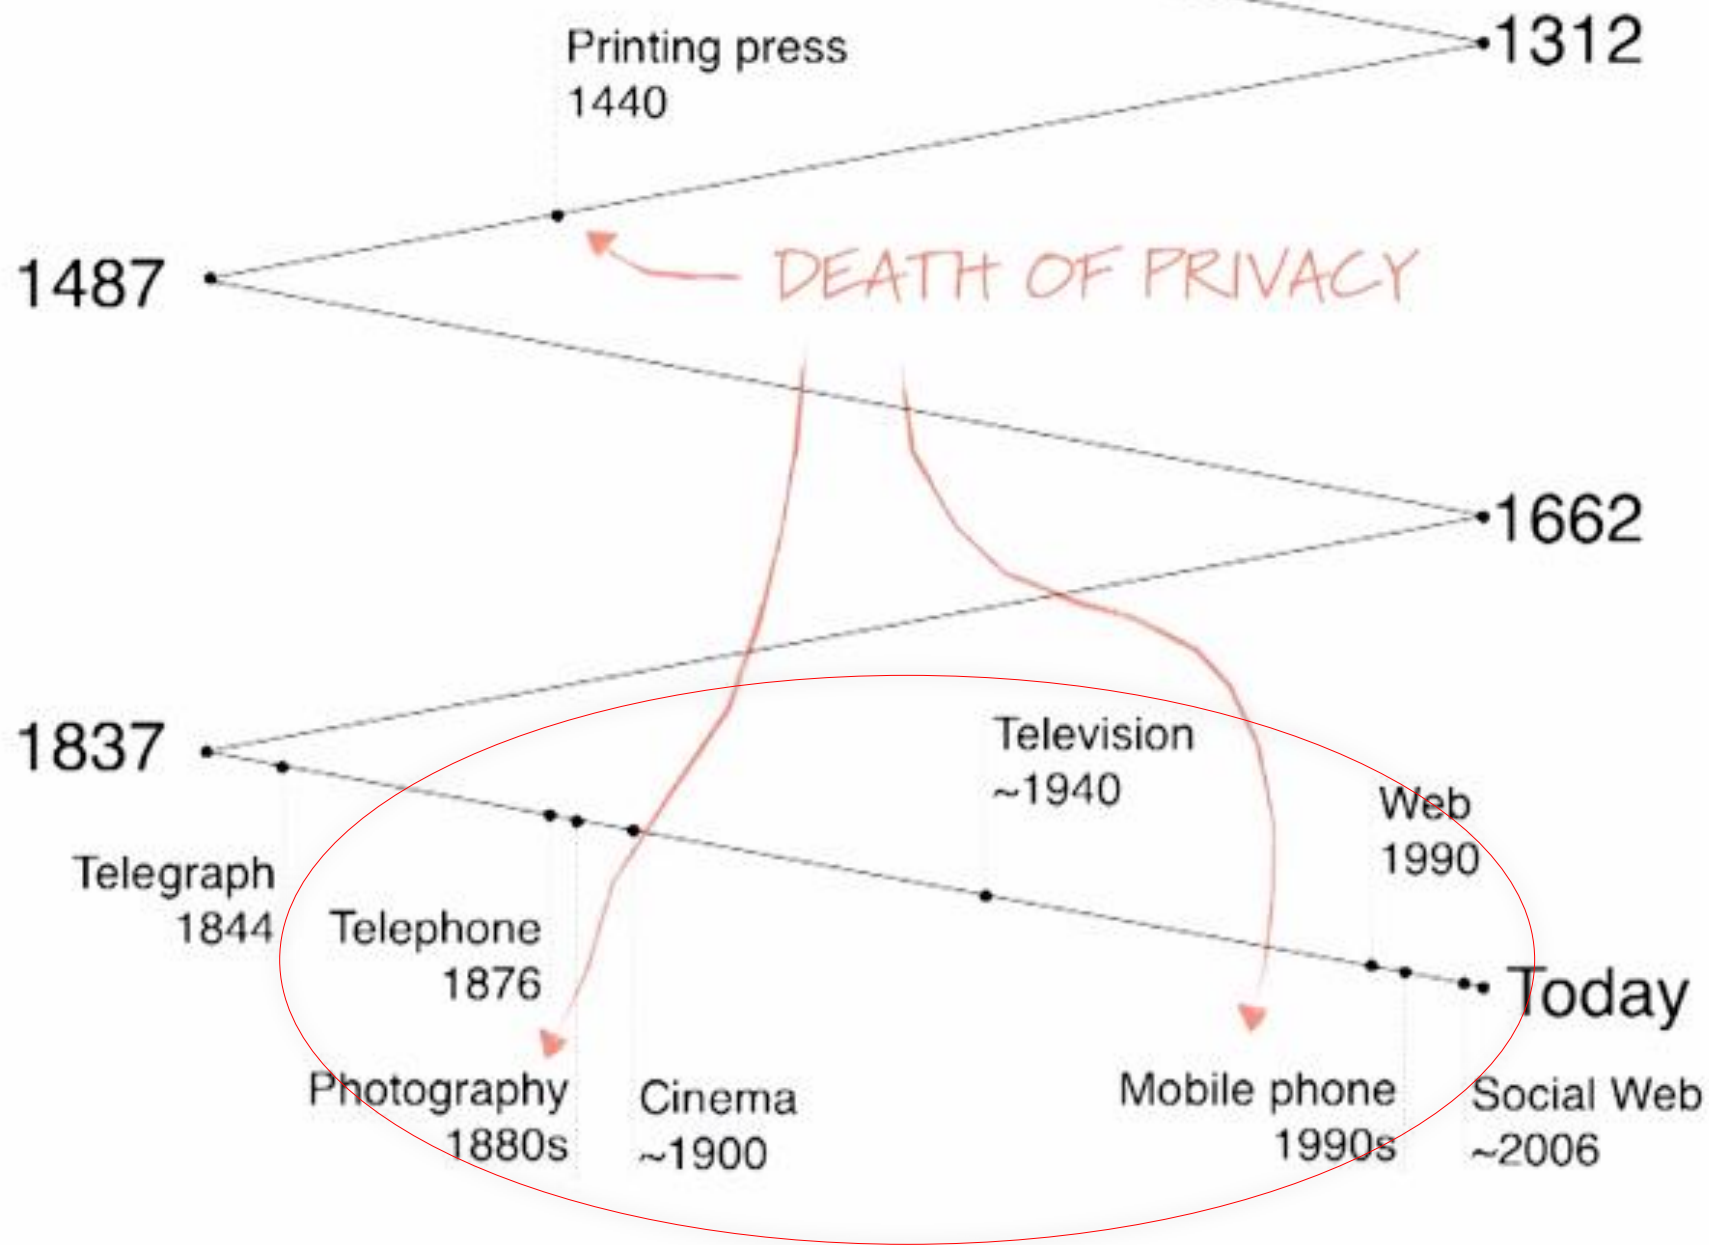 1312
Printing press
1440
DEATH OF PRIVACY
1487
1662
1837
Television
~1940
Web
1990
Telegraph
1844
Telephone
1876
Today
Photography
1880s
Cinema
~1900
Mobile phone
1990s
Social Web
~2006